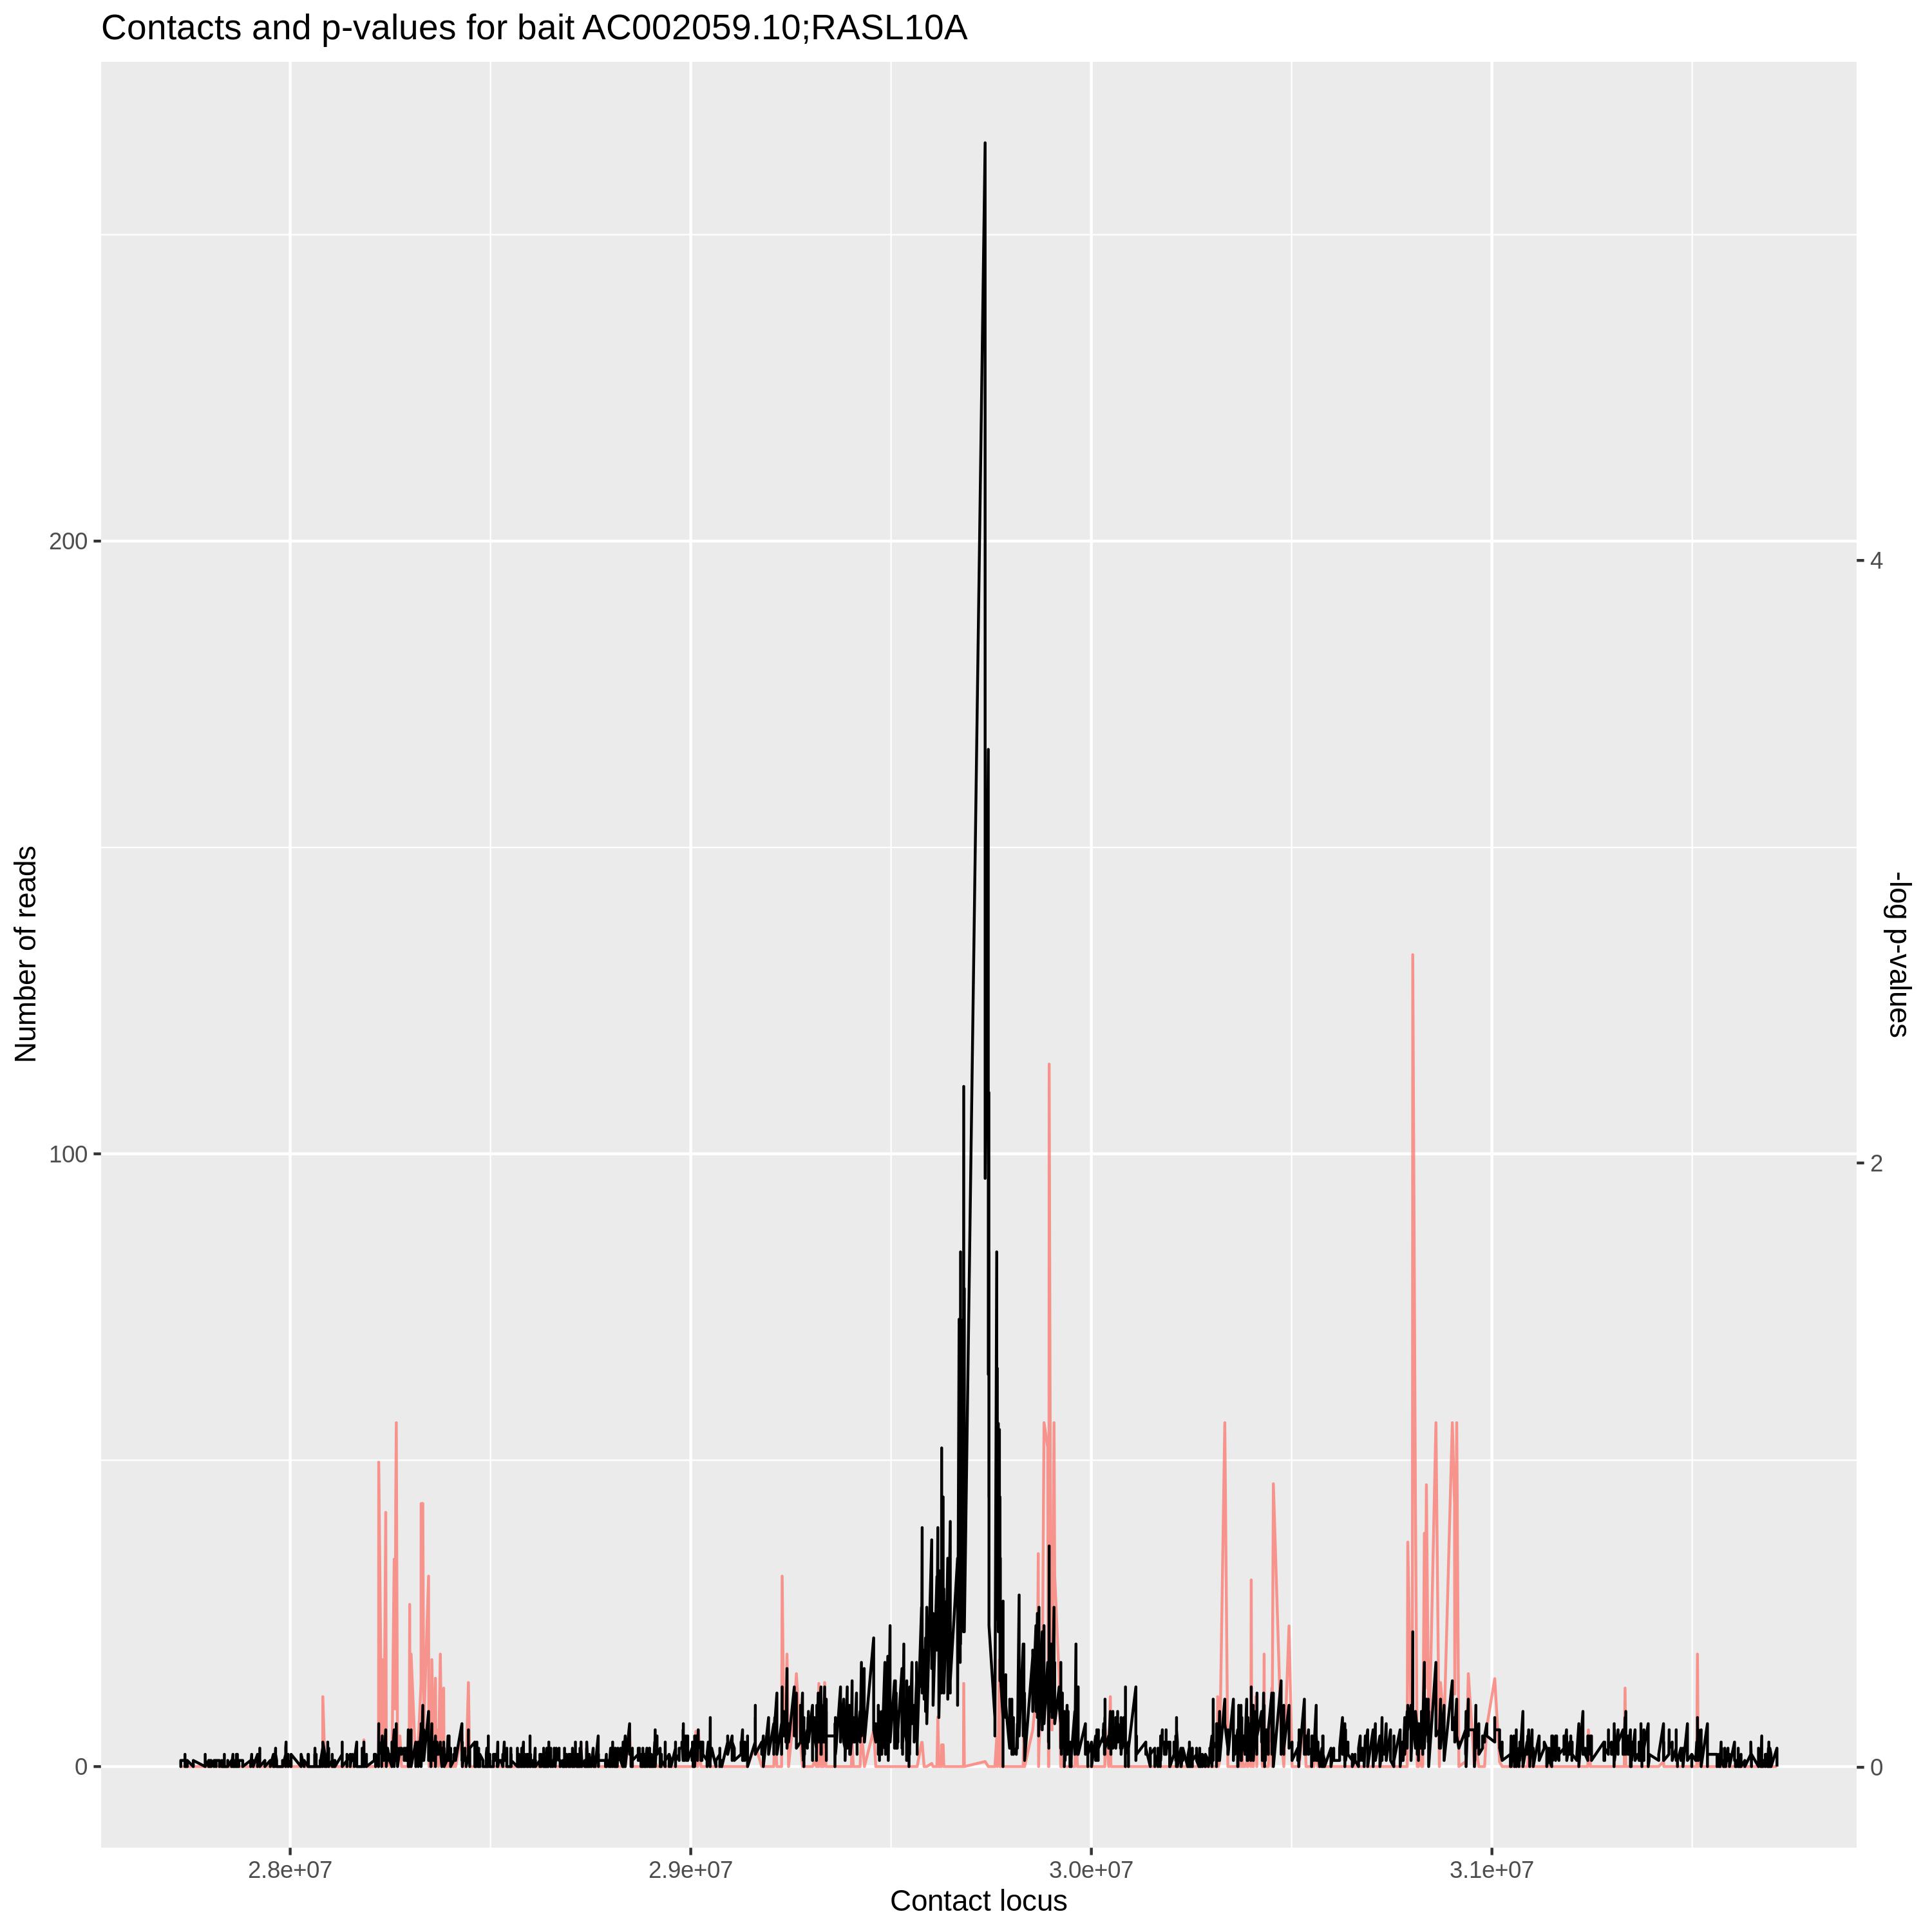 Contacts and p-values for bait AC002059.10;RASL10A
200
100
0
Number of reads
4
2
0
-log p-values
2.8e+07
2.9e+07
3.0e+07
3.1e+07
Contact locus